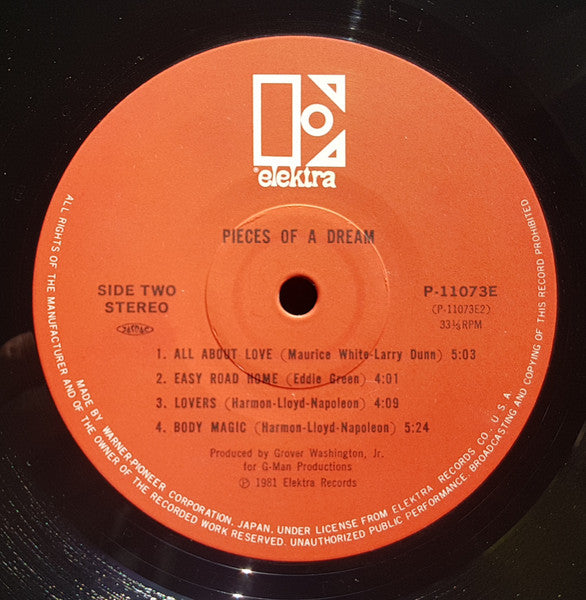 elektra
PIECES OF A DREAM
SIDE TWO
STEREO
JASRAC
P-11073E
(P-11073E2)
33⅓RPM
1. ALL ABOUT LOVE (Maurice White-Larry Dunn) 5:03
2. EASY ROAD HOME (Eddie Green) 4:01
3. LOVERS (Harmon-Lloyd-Napoleon) 4:09
4. BODY MAGIC (Harmon-Lloyd-Napoleon) 5:24
Produced by Grover Washington, Jr.
for G-Man Productions
℗ 1981 Elektra Records
ALL RIGHTS OF THE MANUFACTURER AND OF THE OWNER OF THE RECORDED WORK RESERVED. UNAUTHORIZED PUBLIC PERFORMANCE, BROADCASTING AND COPYING OF THIS RECORD PROHIBITED
MADE BY WARNER-PIONEER CORPORATION, JAPAN, UNDER LICENSE FROM ELEKTRA RECORDS CO., U.S.A.